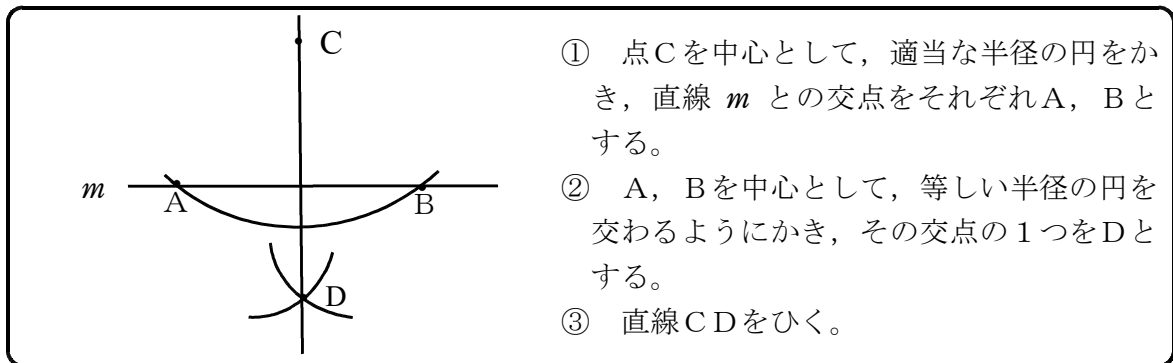 C
m
A
B
D
① 点Cを中心として，適当な半径の円をか
き，直線 m との交点をそれぞれA，Bと
する。
② A，Bを中心として，等しい半径の円を
交わるようにかき，その交点の１つをDと
する。
③ 直線ＣＤをひく。